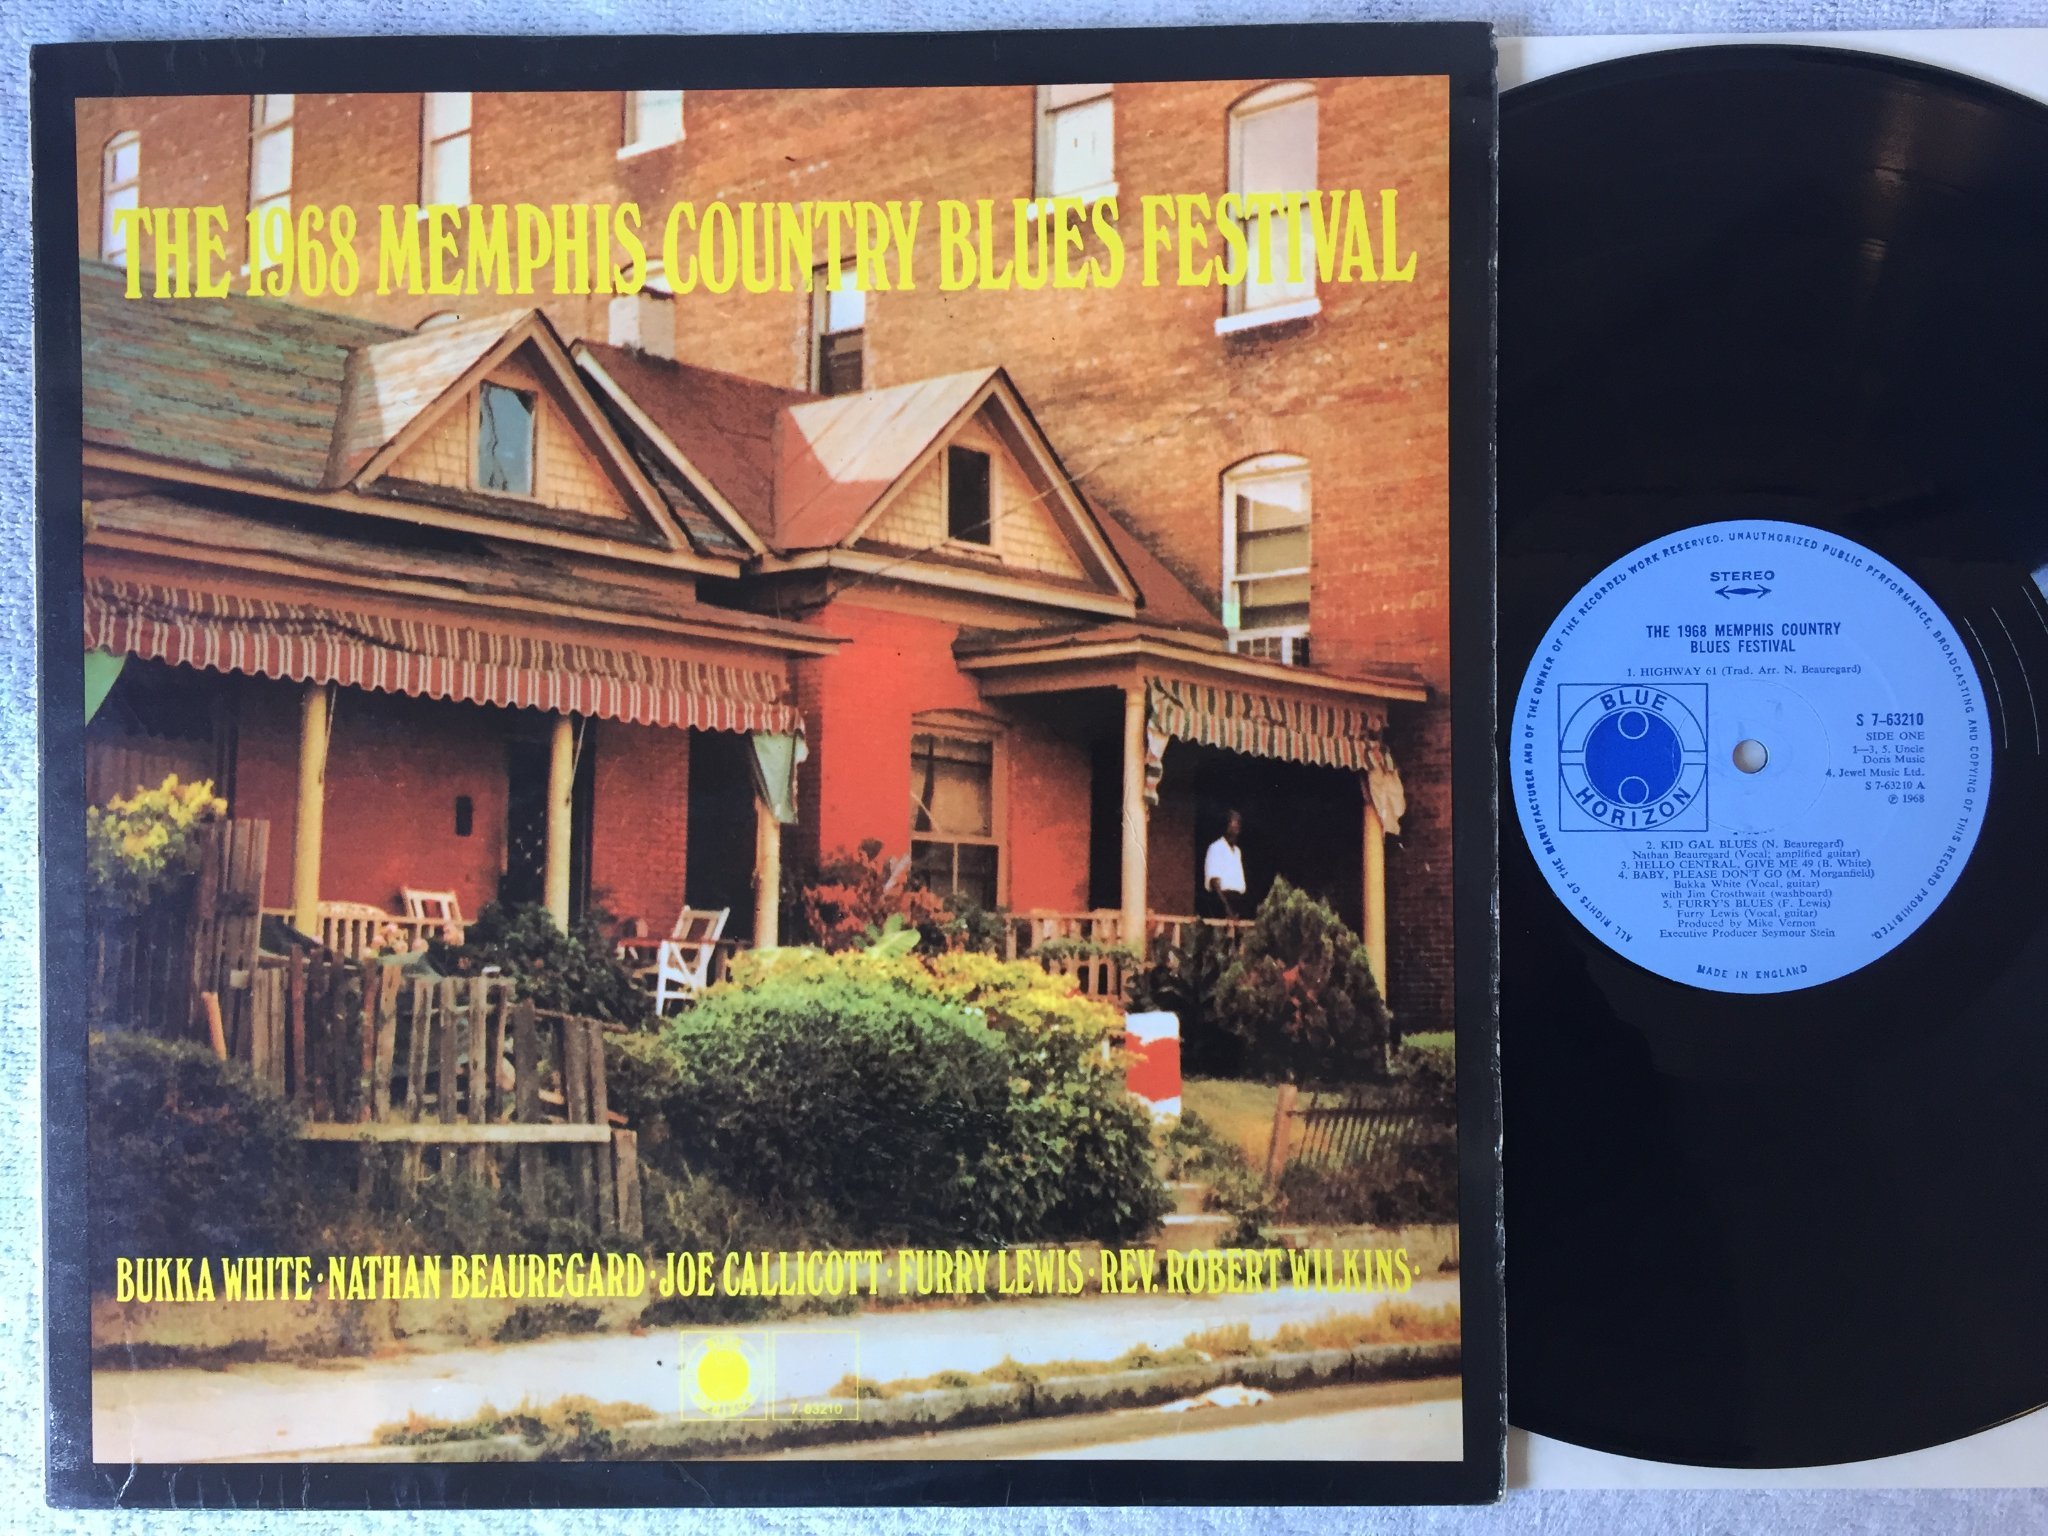 THE 1968 MEMPHIS COUNTRY BLUES FESTIVAL
BUKKA WHITE · NATHAN BEAUREGARD · JOE CALLICOTT · FURRY LEWIS · REV. ROBERT WILKINS ·
7-63210
ALL RIGHTS OF THE MANUFACTURER AND OF THE OWNER OF THE RECORDED WORK RESERVED. UNAUTHORIZED PUBLIC PERFORMANCE, BROADCASTING AND COPYING OF THIS RECORD PROHIBITED.
STEREO
THE 1968 MEMPHIS COUNTRY
BLUES FESTIVAL
1. HIGHWAY 61 (Trad. Arr. N. Beauregard)
BLUE
HORIZON
S 7-63210
SIDE ONE
1—3, 5. Uncle
Doris Music
4. Jewel Music Ltd.
S 7-63210 A
℗ 1968
2. KID GAL BLUES (N. Beauregard)
Nathan Beauregard (Vocal; amplified guitar)
3. HELLO CENTRAL, GIVE ME 49 (B. White)
4. BABY, PLEASE DON'T GO (M. Morganfield)
Bukka White (Vocal, guitar)
with Jim Crosthwait (washboard)
5. FURRY'S BLUES (F. Lewis)
Furry Lewis (Vocal, guitar)
Produced by Mike Vernon
Executive Producer Seymour Stein
MADE IN ENGLAND